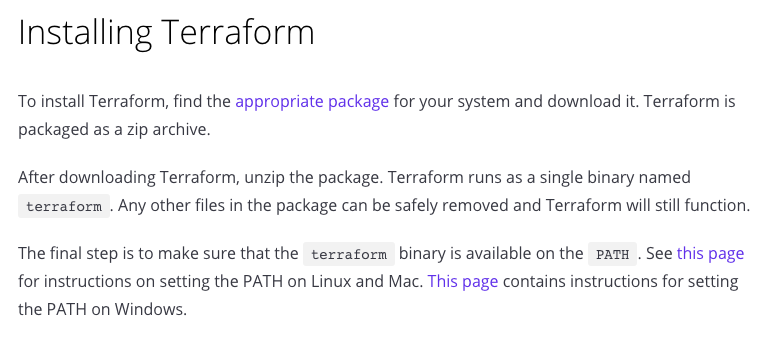 Installing Terraform
To install Terraform, find the appropriate package for your system and download it. Terraform is
packaged as a zip archive.
After downloading Terraform, unzip the package. Terraform runs as a single binary named
terraform . Any other files in the package can be safely removed and Terraform will still function.
The final step is to make sure that the terraform binary is available on the PATH . See this page
for instructions on setting the PATH on Linux and Mac. This page contains instructions for setting
the PATH on Windows.